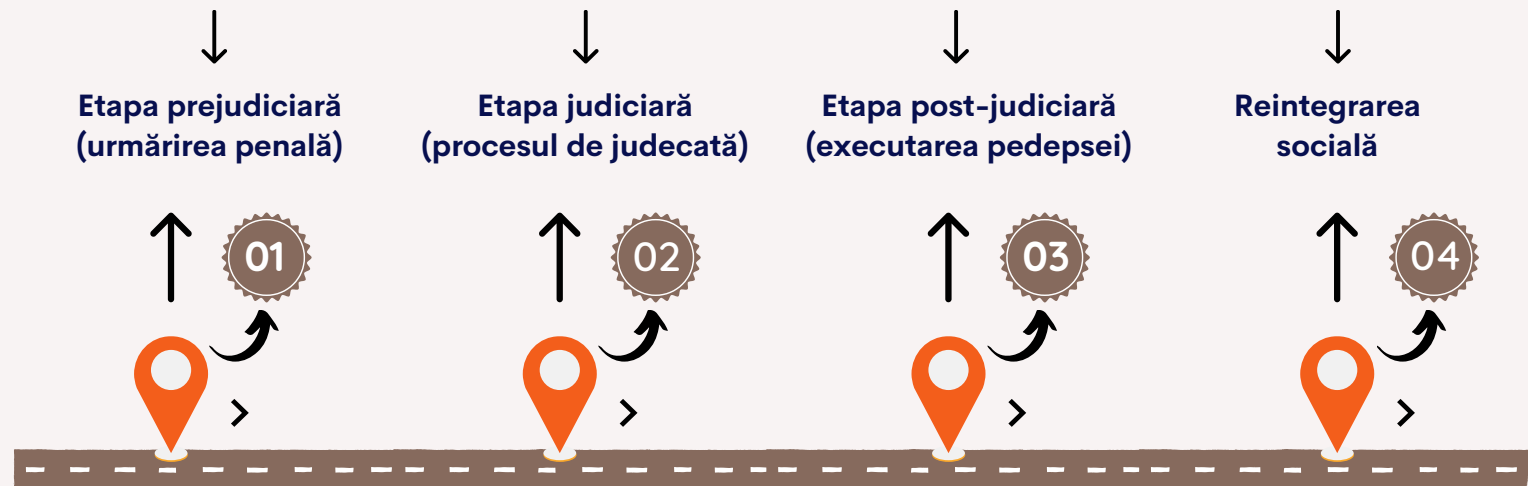 Etapa prejudiciară
(urmărirea penală)
Etapa judiciară
(procesul de judecată)
Etapa post-judiciară
(executarea pedepsei)
Reintegrarea
socială
01
02
03
04